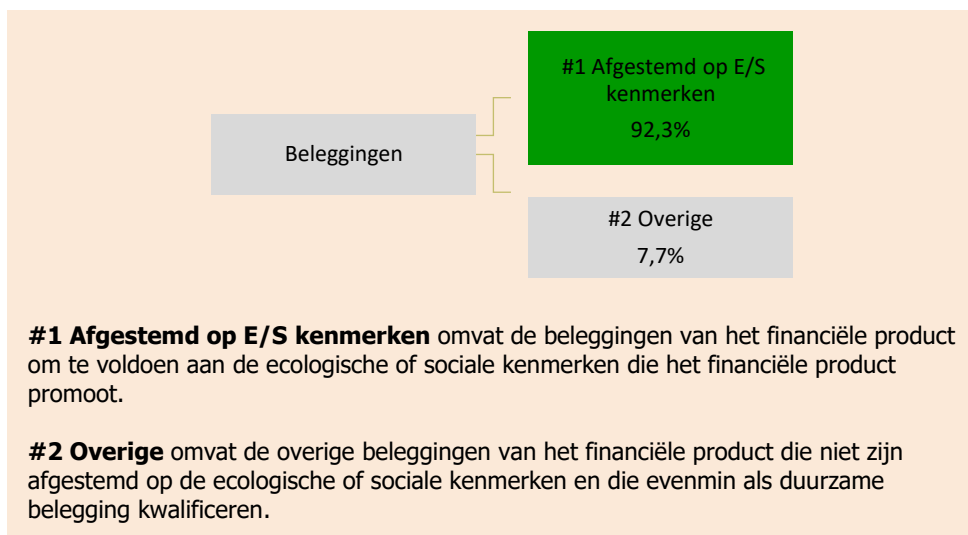 #1 Afgestemd op E/S
kenmerken
92,3%
Beleggingen
#2 Overige
7,7%
#1 Afgestemd op E/S kenmerken omvat de beleggingen van het financiële product
om te voldoen aan de ecologische of sociale kenmerken die het financiële product
promoot.
#2 Overige omvat de overige beleggingen van het financiële product die niet zijn
afgestemd op de ecologische of sociale kenmerken en die evenmin als duurzame
belegging kwalificeren.